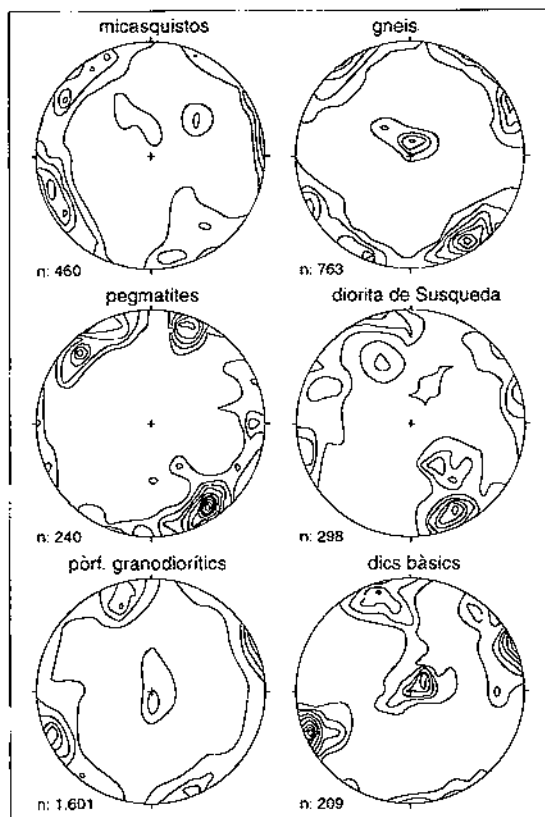 micasquistos
gneis
n: 460
n: 763
pegmatites
diorita de Susqueda
n: 240
n: 298
pòrf. granodiorítics
dics bàsics
n: 1.601
n: 209